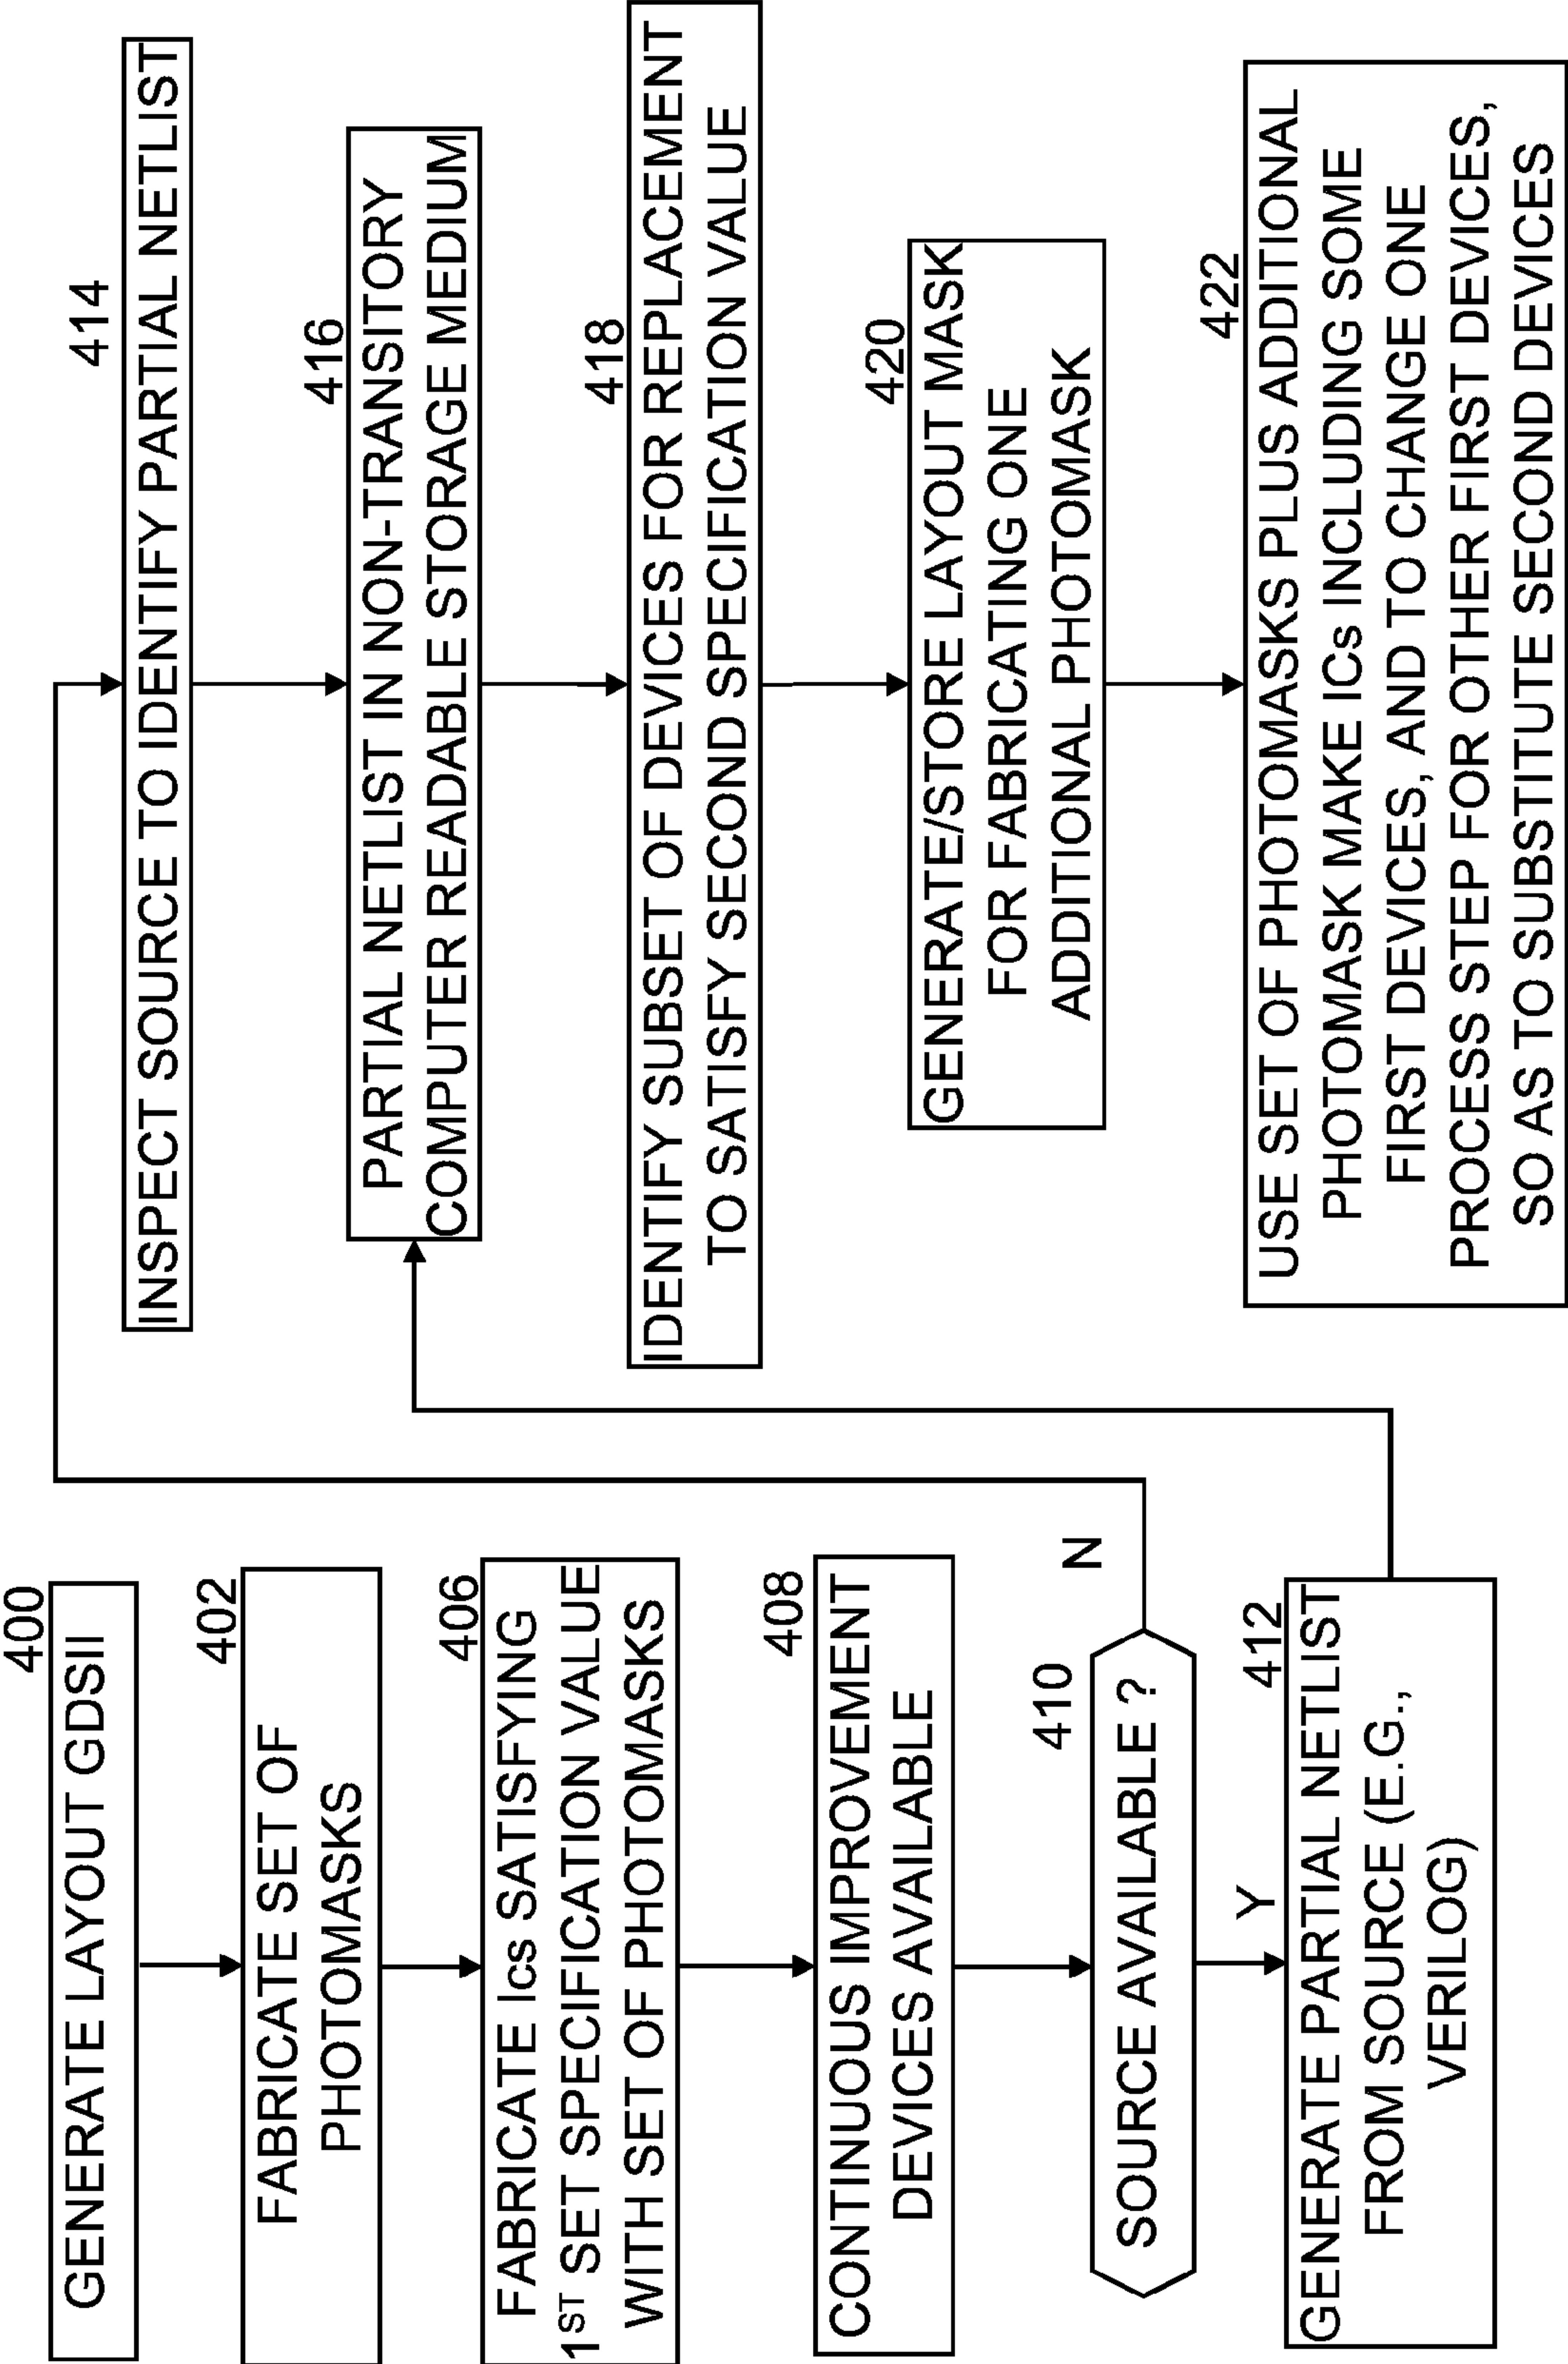 400
GENERATE LAYOUT GDSII
402
FABRICATE SET OF
PHOTOMASKS
406
FABRICATE Ics SATISFYING
1ST SET SPECIFICATION VALUE
WITH SET OF PHOTOMASKS
408
CONTINUOUS IMPROVEMENT
DEVICES AVAILABLE
410
SOURCE AVAILABLE ?
N
Y
412
GENERATE PARTIAL NETLIST
FROM SOURCE (E.G.,
VERILOG)
414
INSPECT SOURCE TO IDENTIFY PARTIAL NETLIST
416
PARTIAL NETLIST IN NON-TRANSITORY
COMPUTER READABLE STORAGE MEDIUM
418
IDENTIFY SUBSET OF DEVICES FOR REPLACEMENT
TO SATISFY SECOND SPECIFICATION VALUE
420
GENERATE/STORE LAYOUT MASK
FOR FABRICATING ONE
ADDITIONAL PHOTOMASK
422
USE SET OF PHOTOMASKS PLUS ADDITIONAL
PHOTOMASK MAKE ICs INCLUDING SOME
FIRST DEVICES, AND TO CHANGE ONE
PROCESS STEP FOR OTHER FIRST DEVICES,
SO AS TO SUBSTITUTE SECOND DEVICES